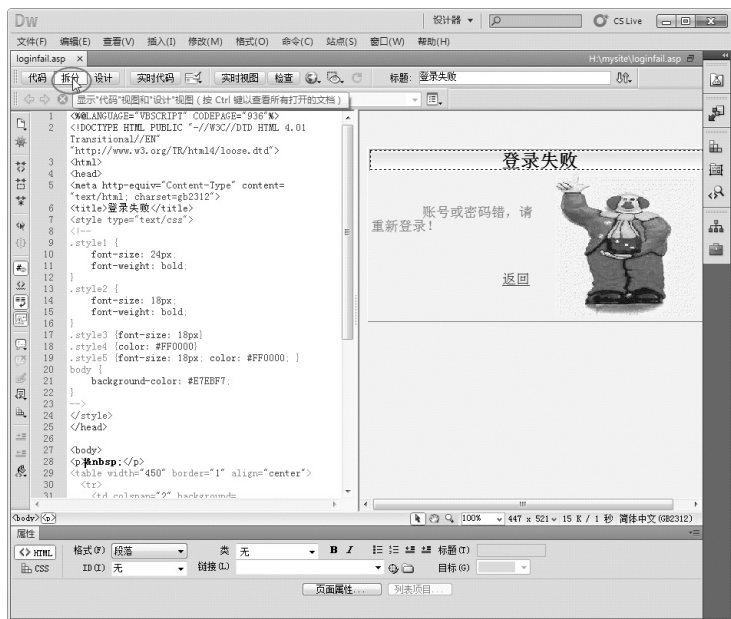 Dw 设计器 CS Live
文件(F) 编辑(E) 查看(V) 插入(I) 修改(M) 格式(O) 命令(C) 站点(S) 窗口(W) 帮助(H)
loginfail.asp × H:\mysite\loginfail.asp
代码 拆分 设计 实时代码 实时视图 检查 标题: 登录失败
显示"代码"视图和"设计"视图 ( 按 Ctrl 键以查看所有打开的文档 )
1 <%@LANGUAGE="VBSCRIPT" CODEPAGE="936"%>
2 <!DOCTYPE HTML PUBLIC "-//W3C//DTD HTML 4.01
Transitional//EN"
"http://www.w3.org/TR/html4/loose.dtd">
3 <html>
4 <head>
5 <meta http-equiv="Content-Type" content=
"text/html; charset=gb2312">
6 <title>登录失败</title>
7 <style type="text/css">
8 <!--
9 .style1 {
10 font-size: 24px;
11 font-weight: bold;
12 }
13 .style2 {
14 font-size: 18px;
15 font-weight: bold;
16 }
17 .style3 {font-size: 18px}
18 .style4 {color: #FF0000}
19 .style5 {font-size: 18px; color: #FF0000; }
20 body {
21 background-color: #E7EBF7;
22 }
23 -->
24 </style>
25 </head>
26
27 <body>
28 <p>&nbsp;</p>
29 <table width="450" border="1" align="center">
30 <tr>
31 <td colspan="2" background=
登录失败
账号或密码错，请
重新登录！
返回
<body> <p> 100% 447 x 521 15 K / 1 秒 简体中文(GB2312)
属性
<> HTML 格式(F) 段落 类 无 B I 标题(T)
CSS ID(I) 无 链接(L) 目标(G)
页面属性... 列表项目...